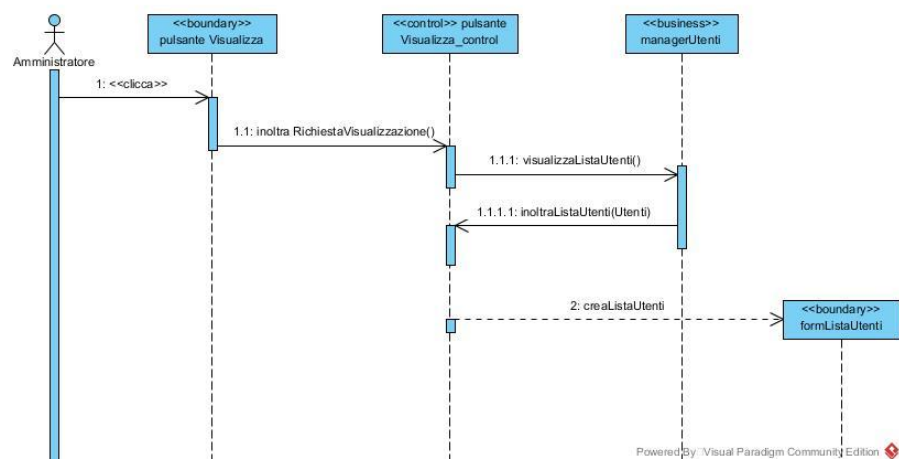 <<boundary>>
pulsante Visualizza
<<control>> pulsante
Visualizza_control
<<business>>
managerUtenti
Amministratore
1: <<clicca>>
1.1: inoltra RichiestaVisualizzazione()
1.1.1: visualizzaListaUtenti()
1.1.1.1: inoltraListaUtenti(Utenti)
2: creaListaUtenti
<<boundary>>
formListaUtenti
Powered By Visual Paradigm Community Edition